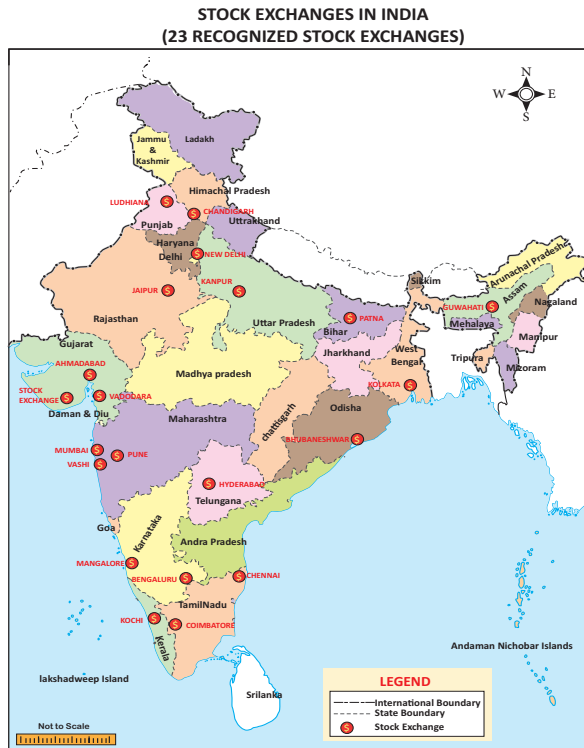 STOCK EXCHANGES IN INDIA
(23 RECOGNIZED STOCK EXCHANGES)
N
W E
S
Ladakh
Jammu
&
Kashmir
Himachal Pradesh
LUDHIANA
CHANDIGARH
Punjab
Uttrakhand
Haryana
Delhi
NEW DELHI
Arunachal Pradesh
KANPUR
JAIPUR
Sikkim
Assam
GUWAHATI
Nagaland
Rajasthan
Uttar Pradesh
PATNA
Bihar
Mehalaya
Manipur
Gujarat
Jharkhand
West
Bengal
Tripura
Mizoram
AHMADABAD
Madhya pradesh
STOCK
EXCHANGE
VADODARA
KOLKATA
Daman & Diu
Maharashtra
chattisgarh
Odisha
BHUBANESHWAR
MUMBAI
PUNE
VASHI
HYDERABAD
Telungana
Goa
Karnataka
Andra Pradesh
MANGALORE
BENGALURU
CHENNAI
TamilNadu
KOCHI
COIMBATORE
Kerala
Andaman Nichobar Islands
lakshadweep Island
Srilanka
LEGEND
International Boundary
State Boundary
S Stock Exchange
Not to Scale